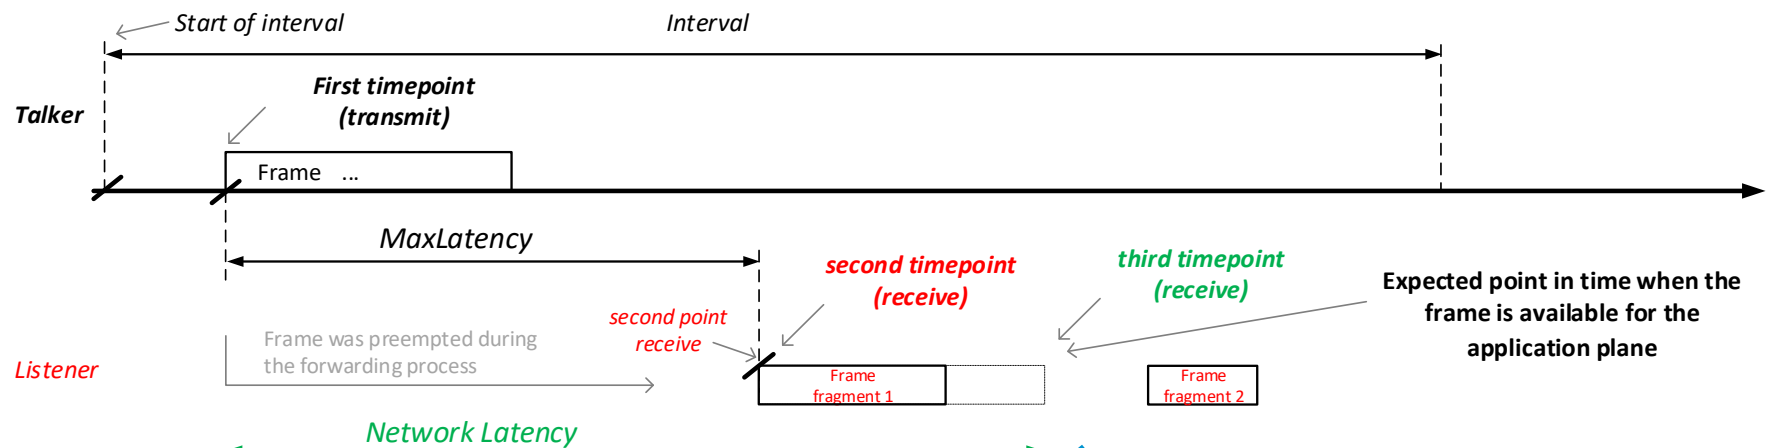 Start of interval
Interval
First timepoint
(transmit)
Talker
Frame ...
MaxLatency
second timepoint
(receive)
third timepoint
(receive)
Expected point in time when the
frame is available for the
application plane
second point
receive
Frame was preempted during
the forwarding process
Listener
Frame
fragment 1
Frame
fragment 2
Network Latency